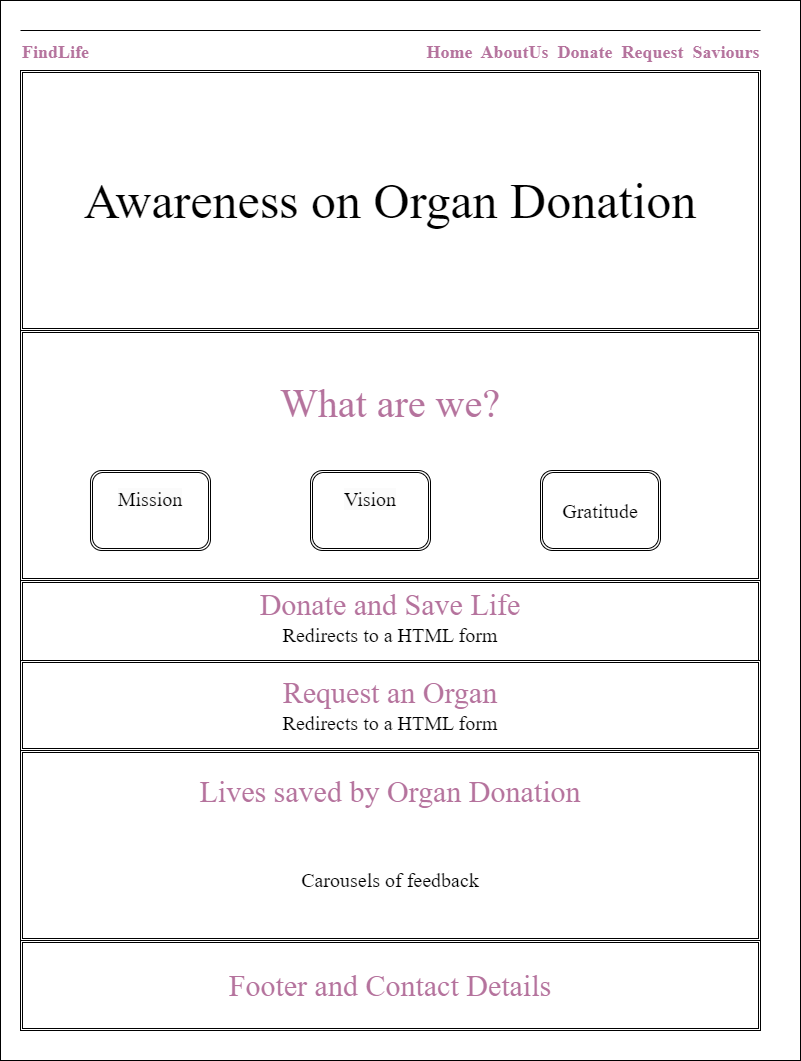 FindLife Home AboutUs Donate Request Saviours
Awareness on Organ Donation
What are we?
Mission Vision Gratitude
Donate and Save Life
Redirects to a HTML form
Request an Organ
Redirects to a HTML form
Lives saved by Organ Donation
Carousels of feedback
Footer and Contact Details